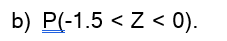 b) P(-1.5 < Z < 0).